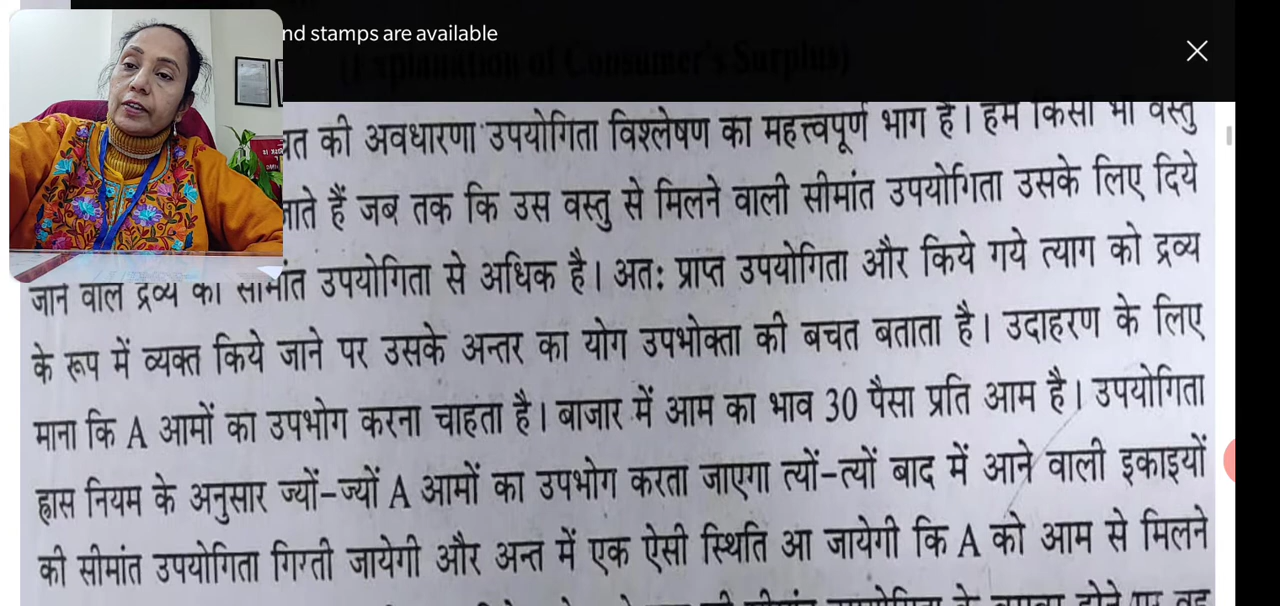 nd stamps are available
(Explanation of Consumer's Surplus)
की अवधारणा उपयोगिता विश्लेषण का महत्त्वपूर्ण भाग है। हम किसी भी वस्तु
हैं जब तक कि उस वस्तु से मिलने वाली सीमांत उपयोगिता उसके लिए दिये
जाने वाले द्रव्य की सीमांत उपयोगिता से अधिक है। अतः प्राप्त उपयोगिता और किये गये त्याग को द्रव्य
के रूप में व्यक्त किये जाने पर उसके अन्तर का योग उपभोक्ता की बचत बताता है। उदाहरण के लिए
माना कि A आमों का उपभोग करना चाहता है। बाजार में आम का भाव 30 पैसा प्रति आम है। उपयोगिता
ह्रास नियम के अनुसार ज्यों-ज्यों A आमों का उपभोग करता जाएगा त्यों-त्यों बाद में आने वाली इकाइयों
की सीमांत उपयोगिता गिरती जायेगी और अन्त में एक ऐसी स्थिति आ जायेगी कि A को आम से मिलने